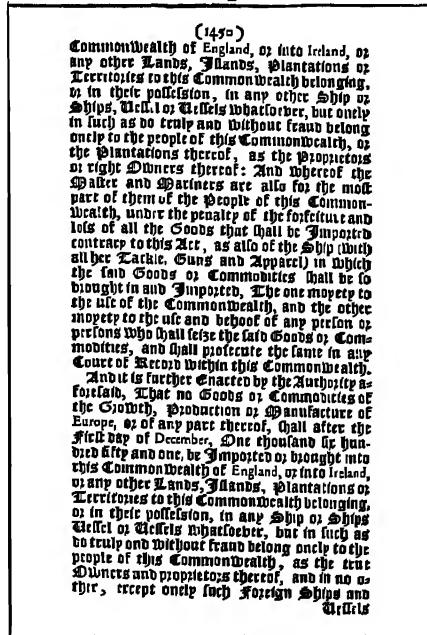 (1450)
Commonwealth of England, or into Ireland, or
any other Lands, Islands, Plantations or
Territories to this Commonwealth belonging,
or in their possession, in any other Ship or
Ships, Vessel or Vessels whatsoever, but onely
in such as do truly and without fraud belong
onely to the people of this Commonwealth, or
the Plantations thereof, as the Proprietors
or right Owners thereof: And whereof the
Master and Mariners are also for the most
part of them of the People of this Common-
wealth, under the penalty of the forfeiture and
loss of all the Goods that shall be Imported
contrary to this Act, as also of the Ship (with
all her Tackle, Guns and Apparel) in which
the said Goods or Commodities shall be so
brought in and Imported, The one moyety to
the use of the Commonwealth, and the other
moyety to the use and behoof of any person or
persons who shall seize the said Goods or Com-
modities, and shall prosecute the same in any
Court of Record within this Commonwealth.
And it is further Enacted by the Authority a-
foresaid, That no Goods or Commodities of
the Growth, Production or Manufacture of
Europe, or of any part thereof, shall after the
First day of December, One thousand six hun-
dred fifty and one, be Imported or brought into
this Commonwealth of England, or into Ireland,
or any other Lands, Islands, Plantations or
Territories to this Commonwealth belonging,
or in their possession, in any Ship or Ships
Vessel or Vessels whatsoever, but in such as
do truly ond without fraud belong onely to the
people of this Commonwealth, as the true
Owners and proprietors thereof, and in no o-
ther, except onely such Foreign Ships and
Vessels